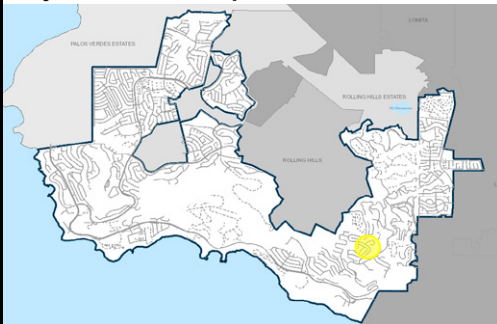 LOMITA
PALOS VERDES ESTATES
ROLLING HILLS ESTATES
ROLLING HILLS